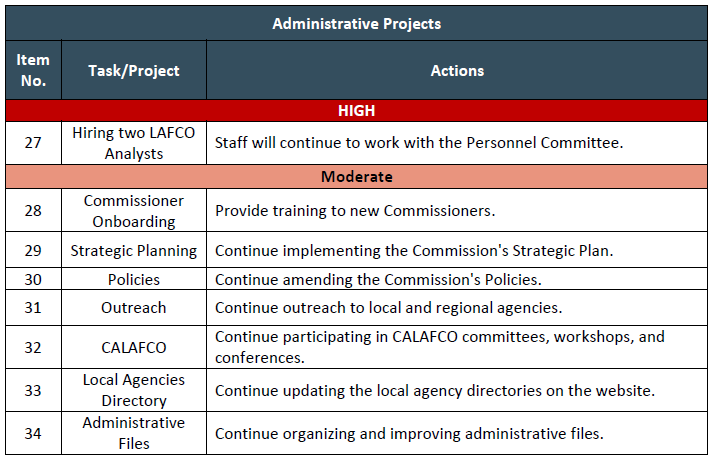 Administrative Projects
Item
No.
Task/Project
Actions
HIGH
27
Hiring two LAFCO
Analysts
Staff will continue to work with the Personnel Committee.
Moderate
28
Commissioner
Onboarding
Provide training to new Commissioners.
29
Strategic Planning
Continue implementing the Commission's Strategic Plan.
30
Policies
Continue amending the Commission's Policies.
31
Outreach
Continue outreach to local and regional agencies.
32
CALAFCO
Continue participating in CALAFCO committees, workshops, and
conferences.
33
Local Agencies
Directory
Continue updating the local agency directories on the website.
34
Administrative
Files
Continue organizing and improving administrative files.